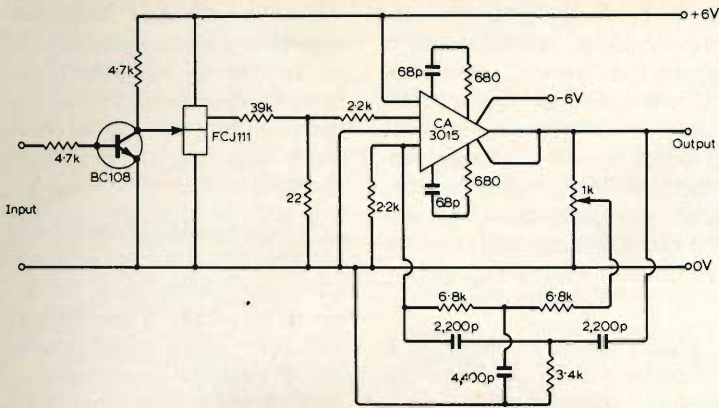 +6V
4·7k
68p
680
-6V
39k
2·2k
CA
3015
FCJ111
4·7k
BC108
Output
Input
22
2·2k
68p
680
1k
0V
6·8k
6·8k
2,200p
2,200p
4,400p
3·4k